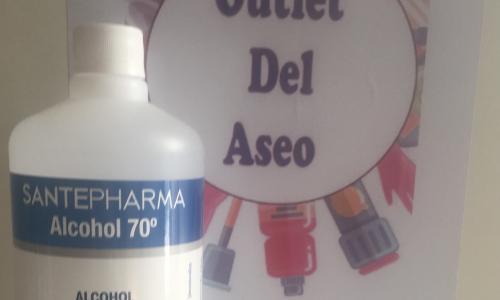 Outlet
Del
Aseo
SANTEPHARMA
Alcohol 70º
ALCOHOL